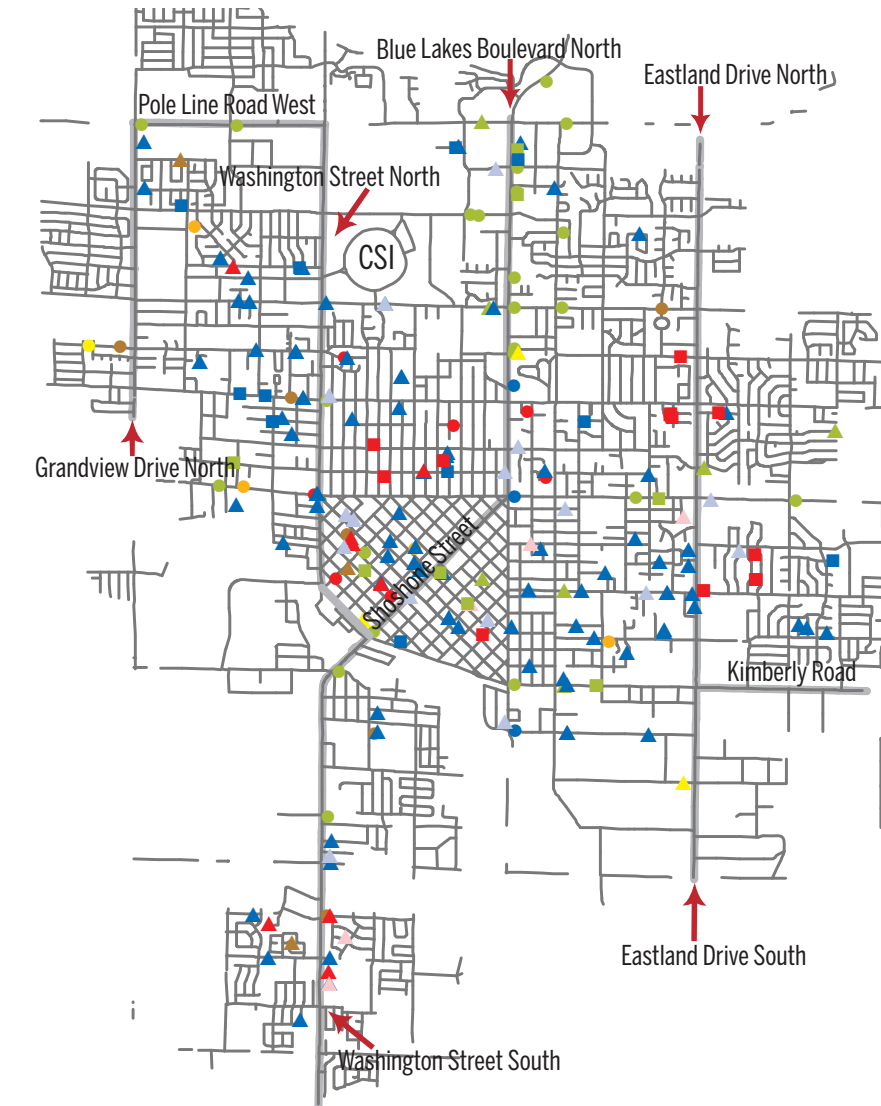 Blue Lakes Boulevard North
Eastland Drive North
Pole Line Road West
Washington Street North
CSI
Grandview Drive North
Shoshone Street
Kimberly Road
Eastland Drive South
Washington Street South